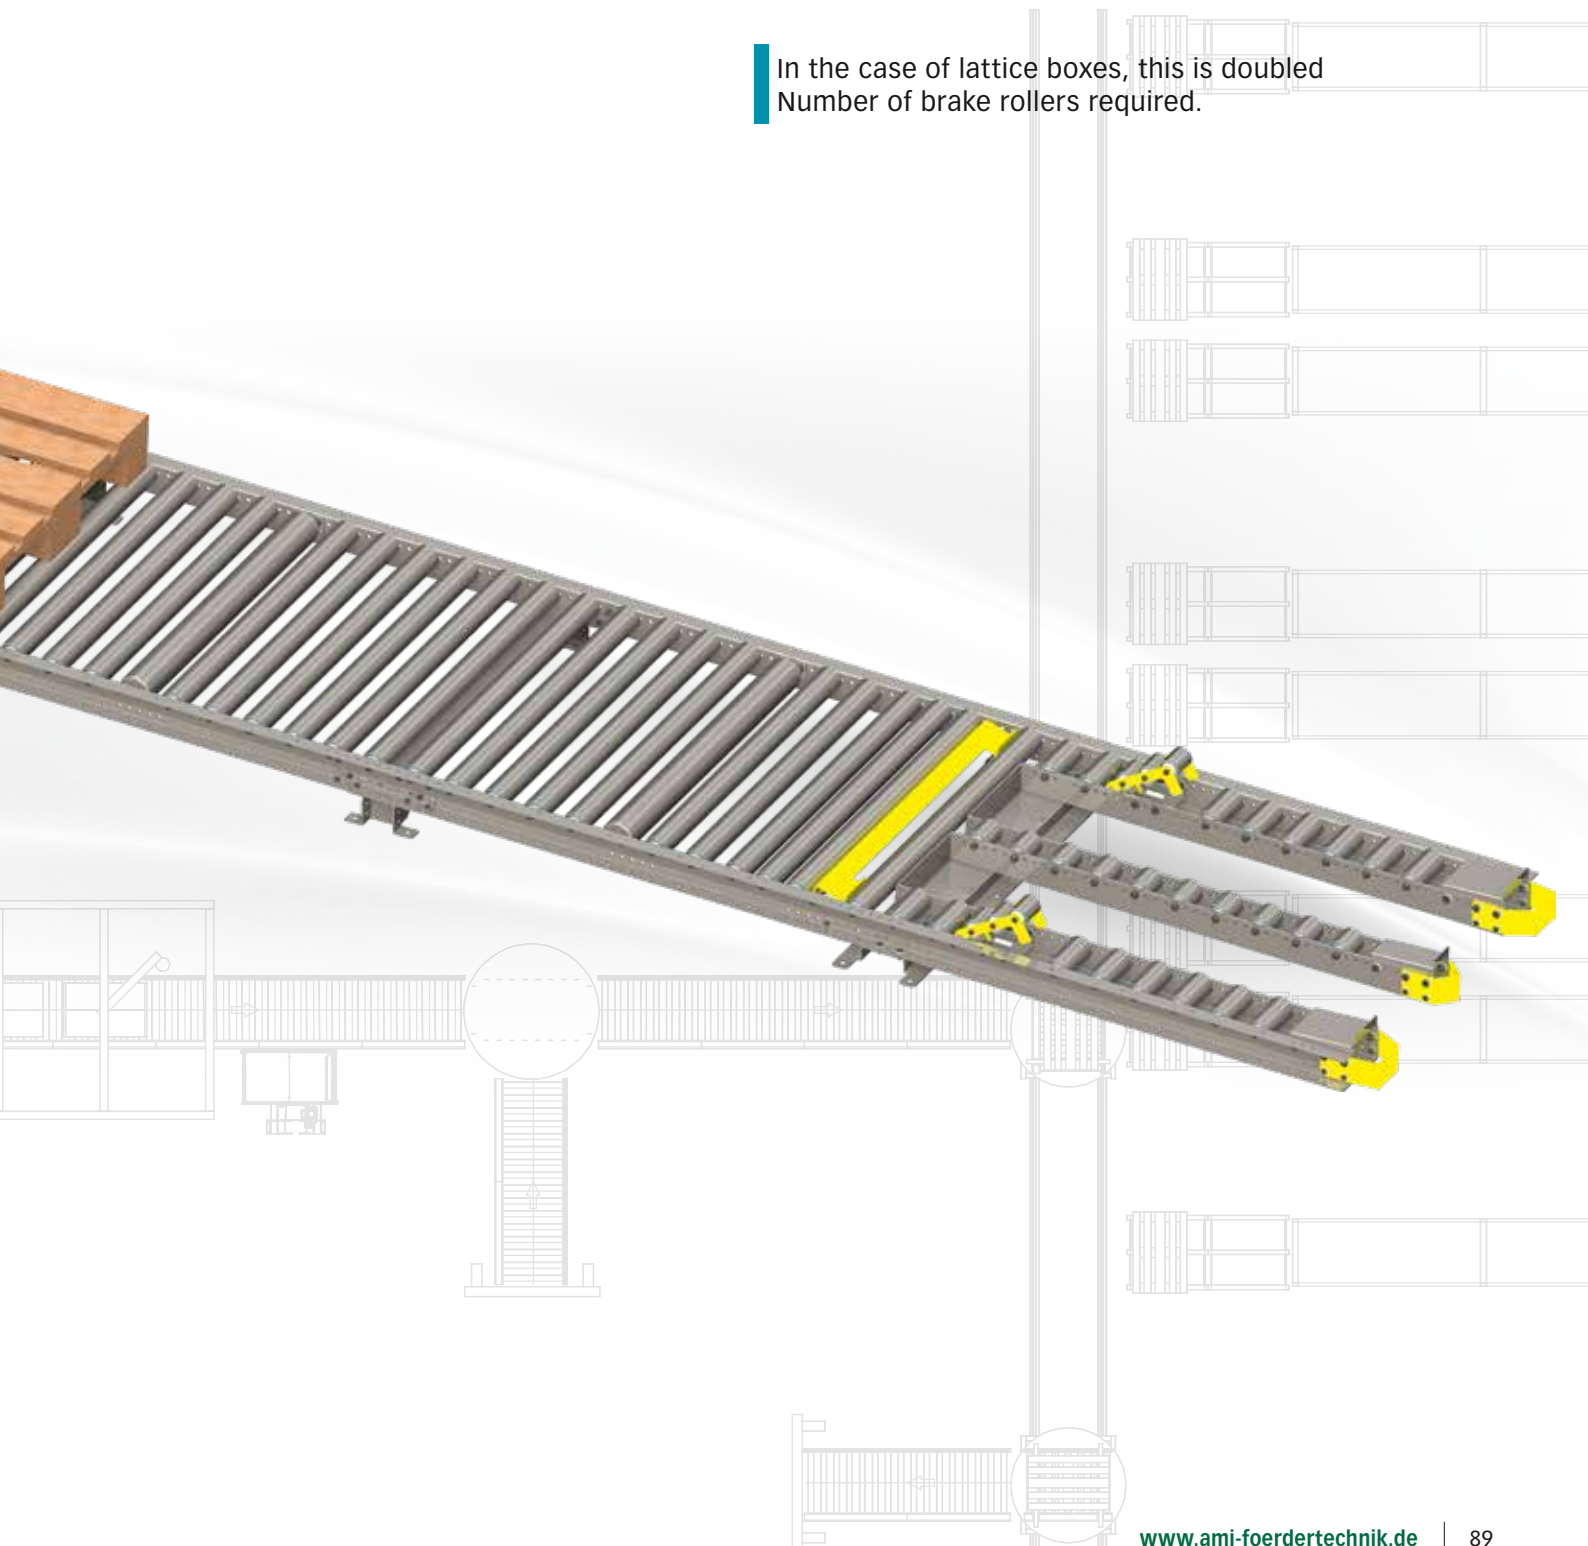 In the case of lattice boxes, this is doubled
Number of brake rollers required.
www.ami-foerdertechnik.de
89